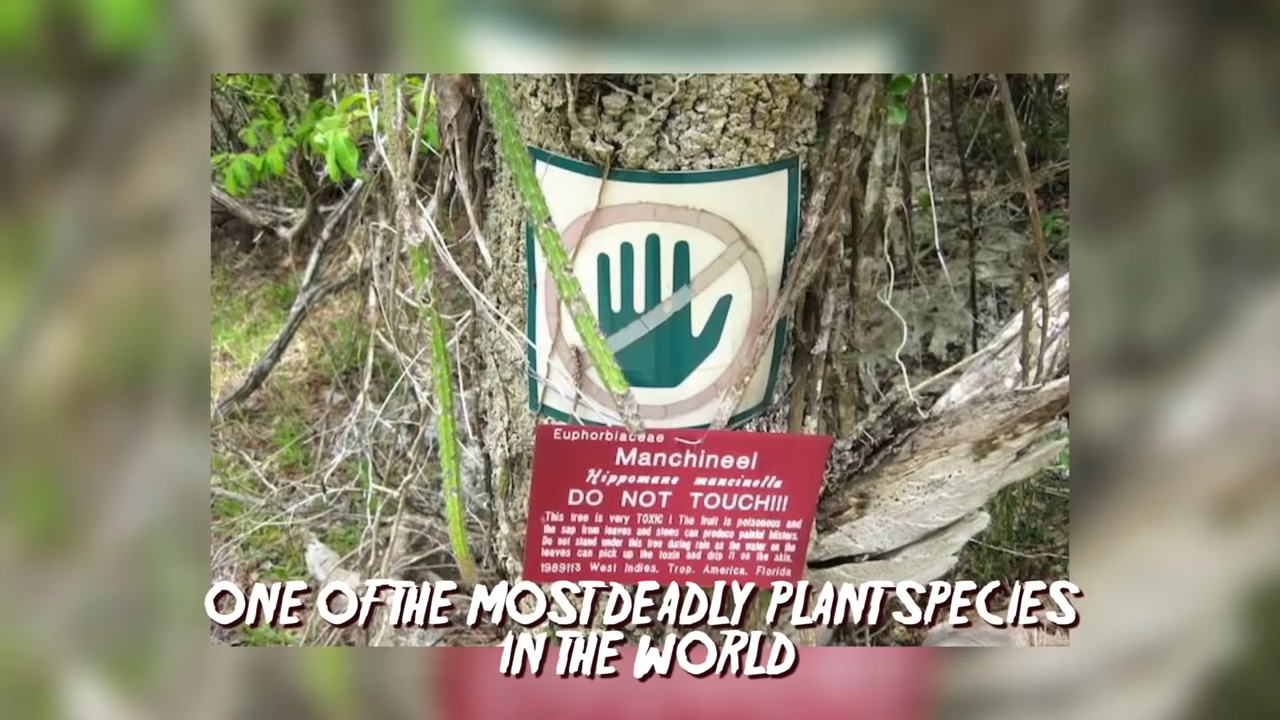 Euphorbiaceae
Manchineel
Hippomane mancinella
DO NOT TOUCH!!!
This tree is very TOXIC ! The fruit is poisonous and
the sap from leaves and stems can produce painful blisters.
Do not stand under this tree during rain as the water on the
leaves can pick up the toxin and drip it on the skin.
1989113 West Indies, Trop. America, Florida
ONE OF THE MOST DEADLY PLANT SPECIES
IN THE WORLD